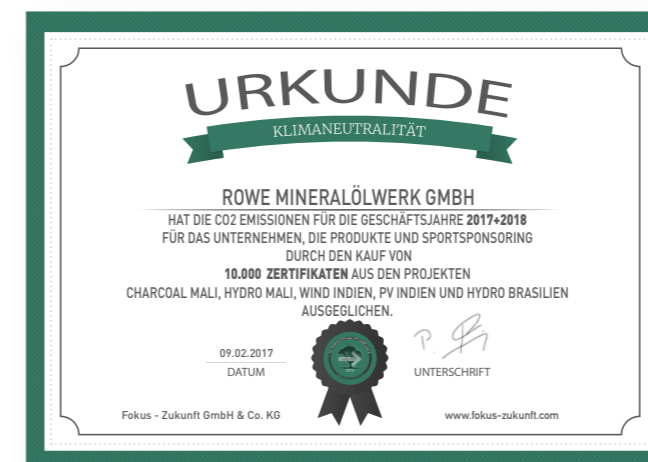 URKUNDE
KLIMANEUTRALITÄT
ROWE MINERALÖLWERK GMBH
HAT DIE CO2 EMISSIONEN FÜR DIE GESCHÄFTSJAHRE 2017+2018
FÜR DAS UNTERNEHMEN, DIE PRODUKTE UND SPORTSPONSORING
DURCH DEN KAUF VON
10.000 ZERTIFIKATEN AUS DEN PROJEKTEN
CHARCOAL MALI, HYDRO MALI, WIND INDIEN, PV INDIEN UND HYDRO BRASILIEN
AUSGEGLICHEN.
09.02.2017
DATUM
UNTERSCHRIFT
Fokus - Zukunft GmbH & Co. KG
www.fokus-zukunft.com